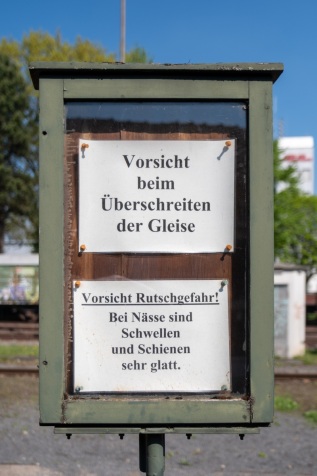 Vorsicht
beim
Überschreiten
der Gleise
Vorsicht Rutschgefahr!
Bei Nässe sind
Schwellen
und Schienen
sehr glatt.